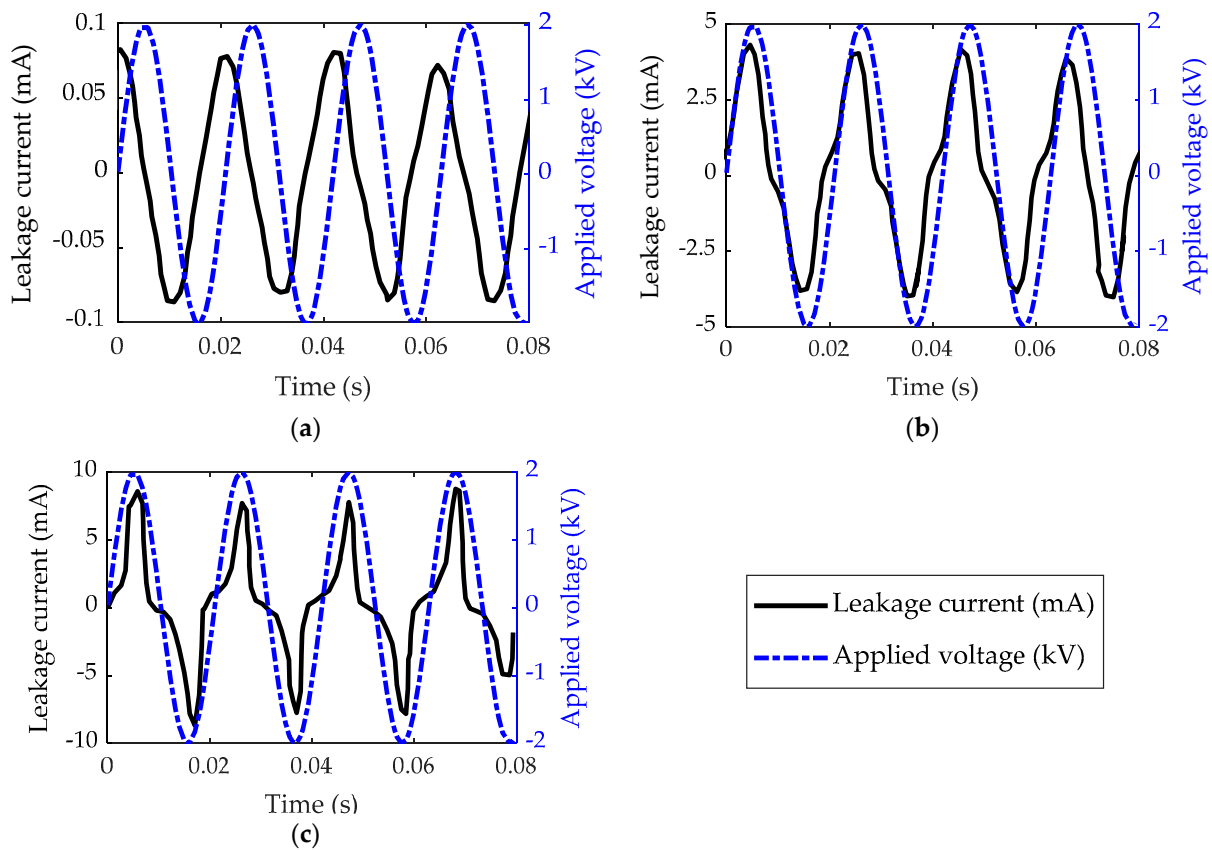 0.1
0.05
0
-0.05
-0.1
Leakage current (mA)
2
1
0
-1
-2
Applied voltage (kV)
0 0.02 0.04 0.06 0.08
Time (s)
(a)
5
2.5
0
-2.5
-5
Leakage current (mA)
2
1
0
-1
-2
Applied voltage (kV)
0 0.02 0.04 0.06 0.08
Time (s)
(b)
10
5
0
-5
-10
Leakage current (mA)
2
1
0
-1
-2
Applied voltage (kV)
0 0.02 0.04 0.06 0.08
Time (s)
(c)
Leakage current (mA)
Applied voltage (kV)